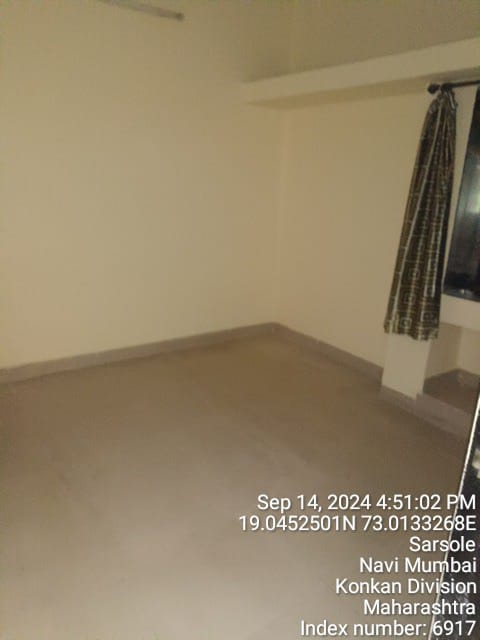 Sep 14, 2024 4:51:02 PM
19.0452501N 73.0133268E
Sarsole
Navi Mumbai
Konkan Division
Maharashtra
Index number: 6917